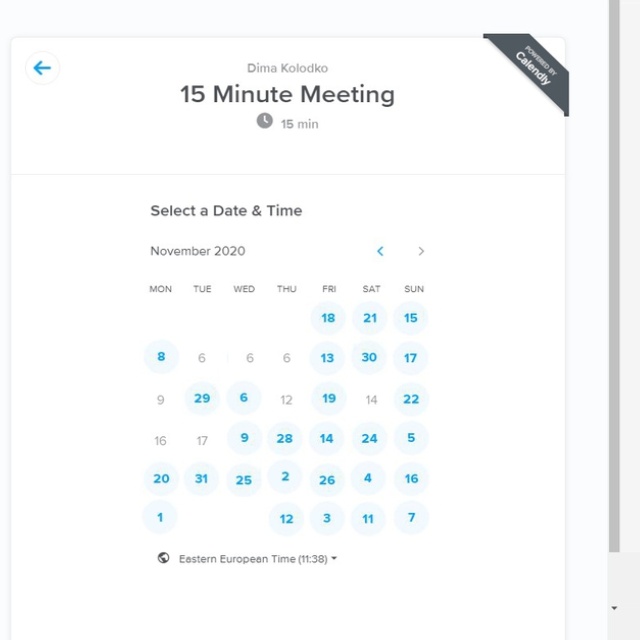 POWERED BY
Calendly
Dima Kolodko
15 Minute Meeting
15 min
Select a Date & Time
November 2020 < >
MON TUE WED THU FRI SAT SUN
18 21 15
8 6 6 6 13 30 17
9 29 6 12 19 14 22
16 17 9 28 14 24 5
20 31 25 2 26 4 16
1 12 3 11 7
Eastern European Time (11:38)